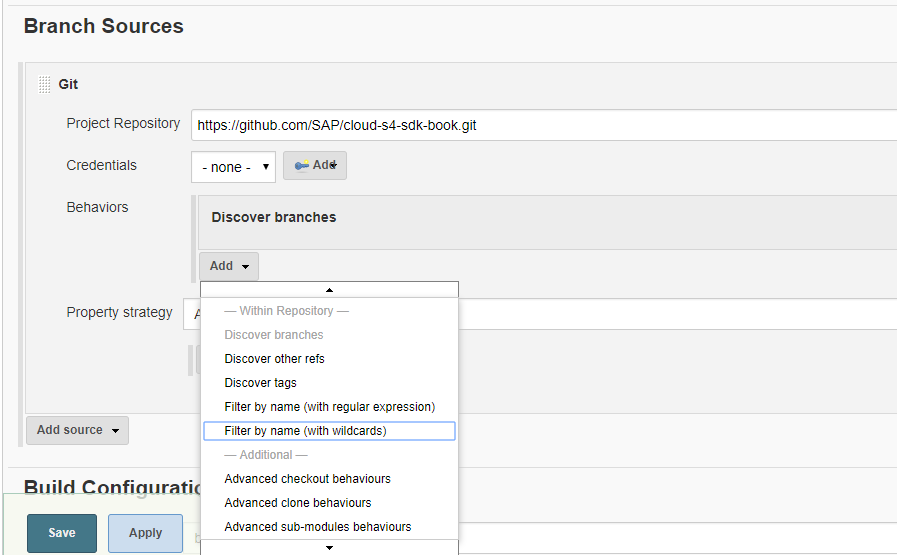 Branch Sources
Git
Project Repository
https://github.com/SAP/cloud-s4-sdk-book.git
Credentials
- none -
Add
Behaviors
Discover branches
Add
Property strategy
— Within Repository —
Discover branches
Discover other refs
Discover tags
Filter by name (with regular expression)
Filter by name (with wildcards)
— Additional —
Advanced checkout behaviours
Advanced clone behaviours
Advanced sub-modules behaviours
Add source
Build
Save
Apply